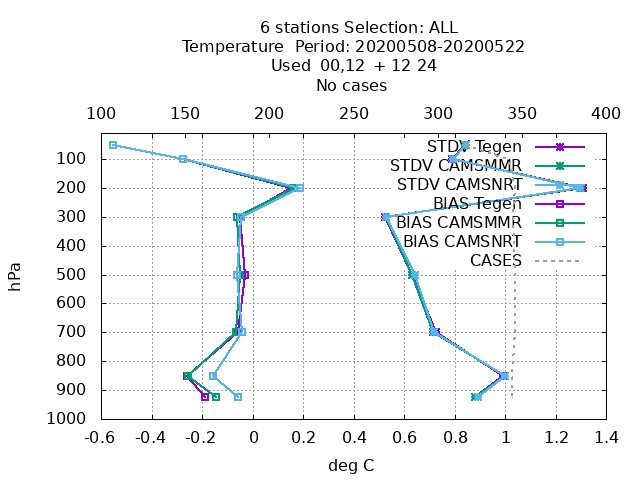 6 stations Selection: ALL
Temperature  Period: 20200508-20200522
Used  00,12  + 12 24
No cases
100 150 200 250 300 350 400
STDV Tegen
STDV CAMSMMR
STDV CAMSNRT
BIAS Tegen
BIAS CAMSMMR
BIAS CAMSNRT
CASES
hPa
100
200
300
400
500
600
700
800
900
1000
-0.6 -0.4 -0.2 0 0.2 0.4 0.6 0.8 1 1.2 1.4
deg C